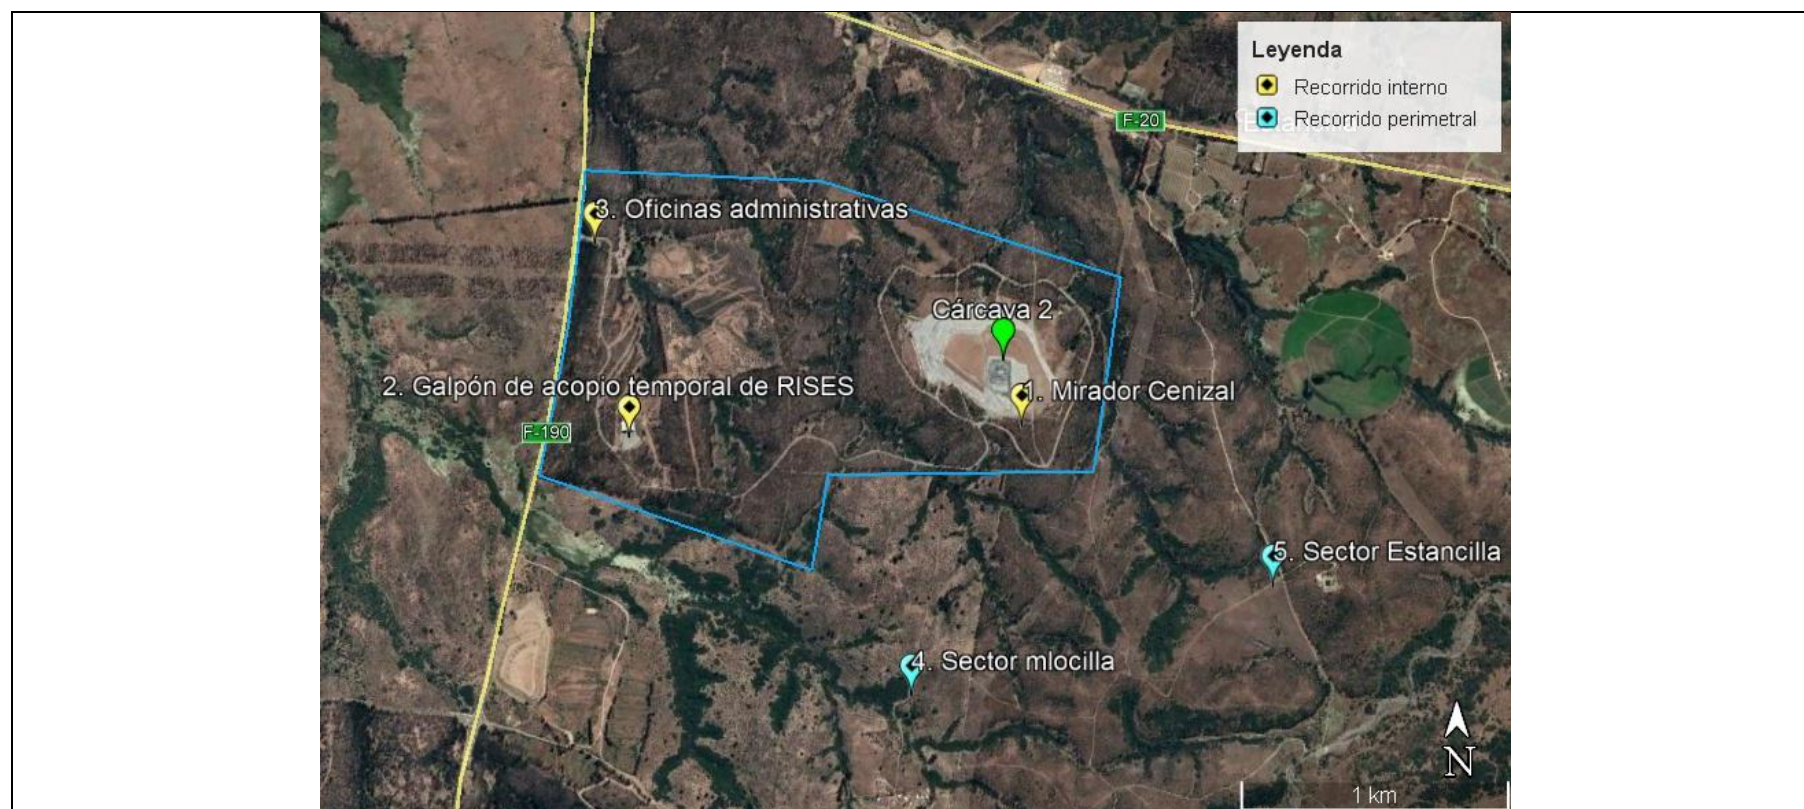 Leyenda
Recorrido interno
Recorrido perimetral
F-20
3. Oficinas administrativas
Cárcava 2
2. Galpón de acopio temporal de RISES
1. Mirador Cenizal
F-190
5. Sector Estancilla
4. Sector mlocilla
N
1 km